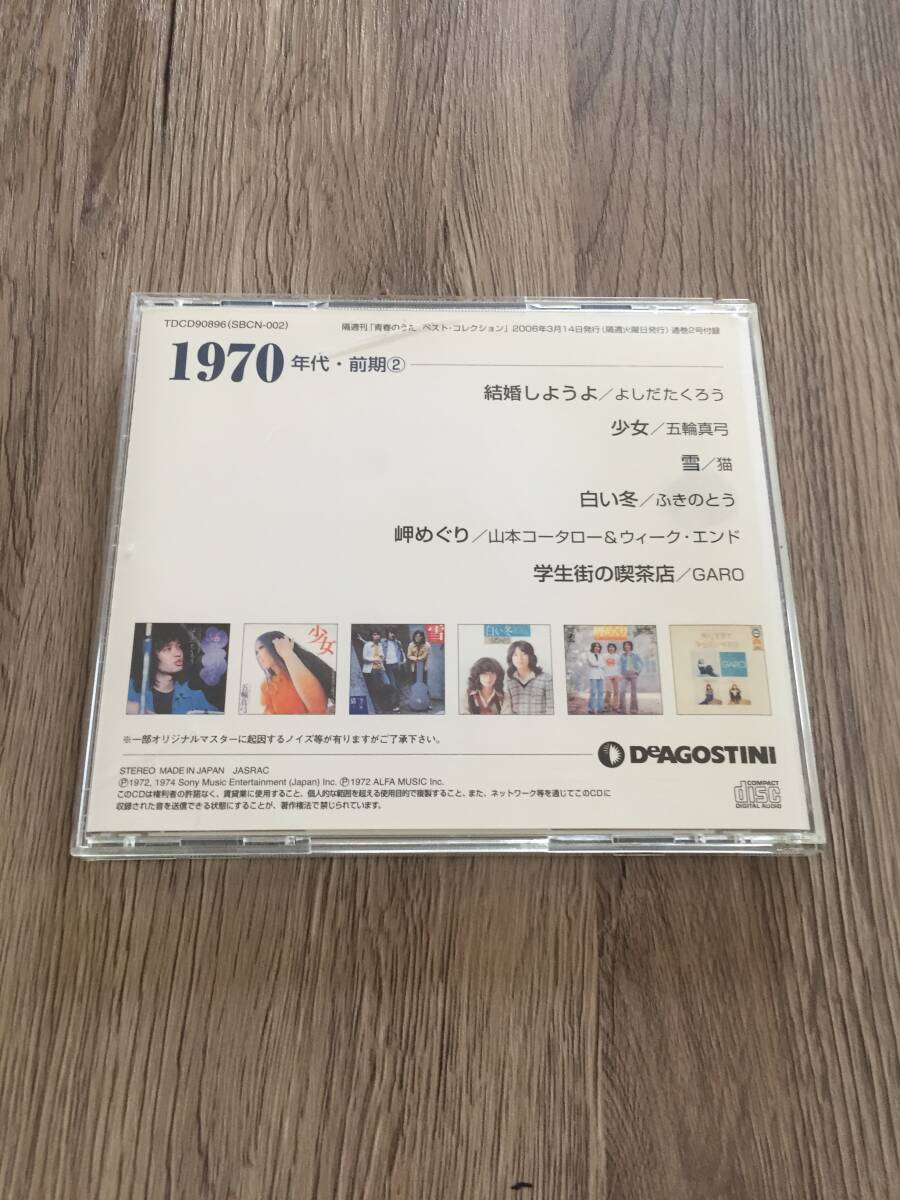 TDCD90896(SBCN-002)
隔週刊「青春のうた ベスト・コレクション」 2006年3月14日発行(隔週火曜日発行) 通巻2号付録
1970年代・前期②
結婚しようよ/よしだたくろう
少女/五輪真弓
雪/猫
白い冬/ふきのとう
岬めぐり/山本コータロー&ウィーク・エンド
学生街の喫茶店/GARO
少女
五輪真弓
雪
猫
白い冬
岬めぐり
GARO
※一部オリジナルマスターに起因するノイズ等が有りますがご了承下さい。
DEAGOSTINI
STEREO MADE IN JAPAN JASRAC
Ⓟ1972, 1974 Sony Music Entertainment (Japan) Inc. Ⓟ1972 ALFA MUSIC Inc.
このCDは権利者の許諾なく、賃貸業に使用すること、個人的な範囲を超える使用目的で複製すること、また、ネットワーク等を通じてこのCDに
収録された音を送信できる状態にすることが、著作権法で禁じられています。
COMPACT
disc
DIGITAL AUDIO